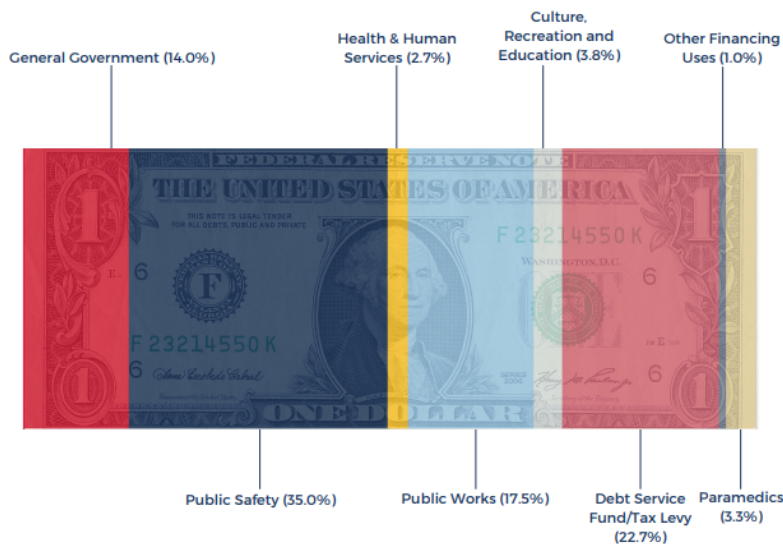 General Government (14.0%)
Health & Human
Services (2.7%)
Culture,
Recreation and
Education (3.8%)
Other Financing
Uses (1.0%)
FEDERAL RESERVE NOTE
THE UNITED STATES OF AMERICA
THIS NOTE IS LEGAL TENDER
FOR ALL DEBTS, PUBLIC AND PRIVATE
F 23214550 K
WASHINGTON, D.C.
1
1
6
6
F
ONE
F 23214550 K
6
6
SERIES
2006
1
1
ONE DOLLAR
Public Safety (35.0%)
Public Works (17.5%)
Debt Service
Fund/Tax Levy
(22.7%)
Paramedics
(3.3%)